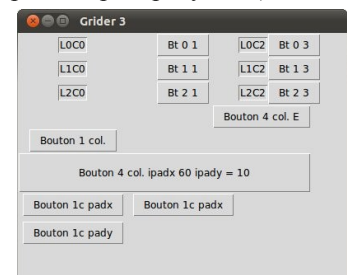 Grider 3
L0C0 Bt 0 1 L0C2 Bt 0 3
L1C0 Bt 1 1 L1C2 Bt 1 3
L2C0 Bt 2 1 L2C2 Bt 2 3
Bouton 4 col. E
Bouton 1 col.
Bouton 4 col. ipadx 60 ipady = 10
Bouton 1c padx Bouton 1c padx
Bouton 1c pady